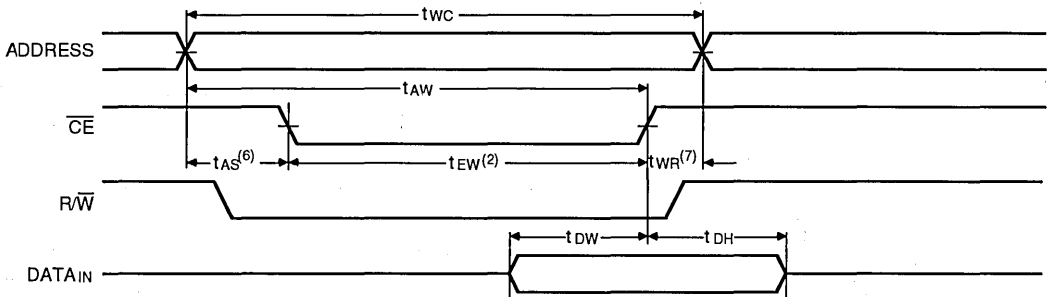 tWC
ADDRESS
tAW
CE
tAS(6)
tEW(2)
tWR(7)
R/W
tDW
tDH
DATAIN